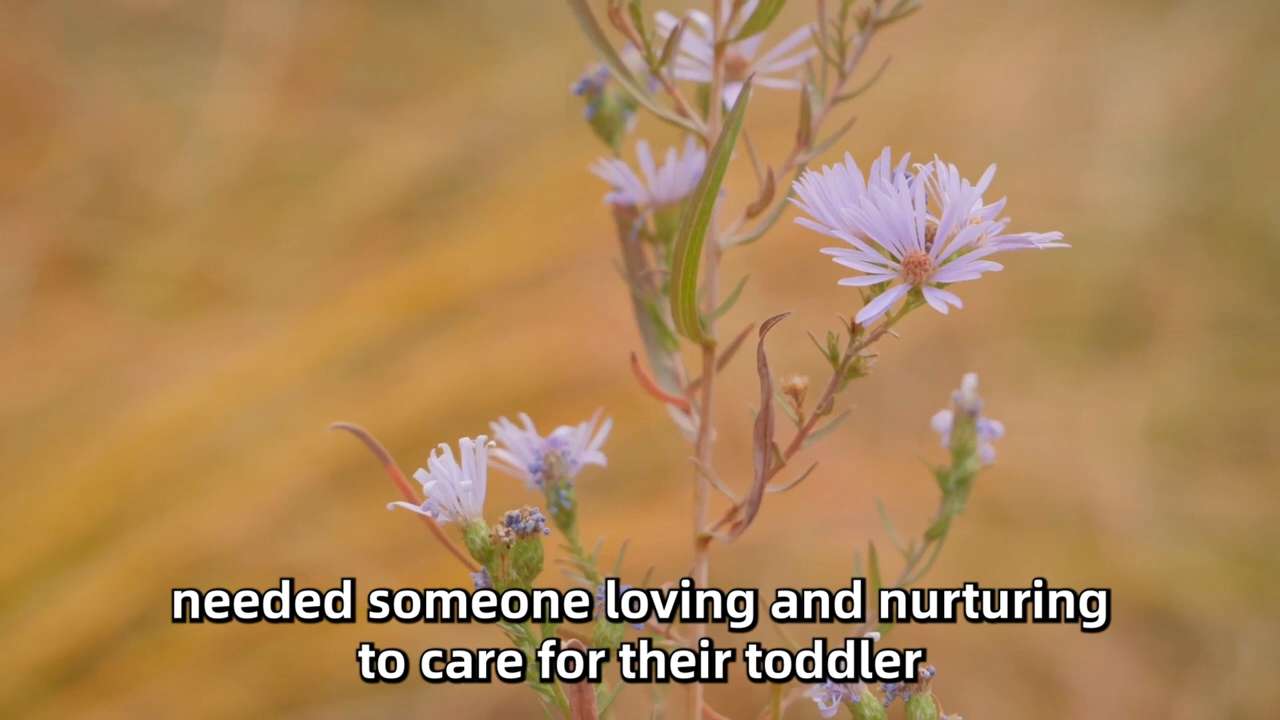 needed someone loving and nurturing
to care for their toddler